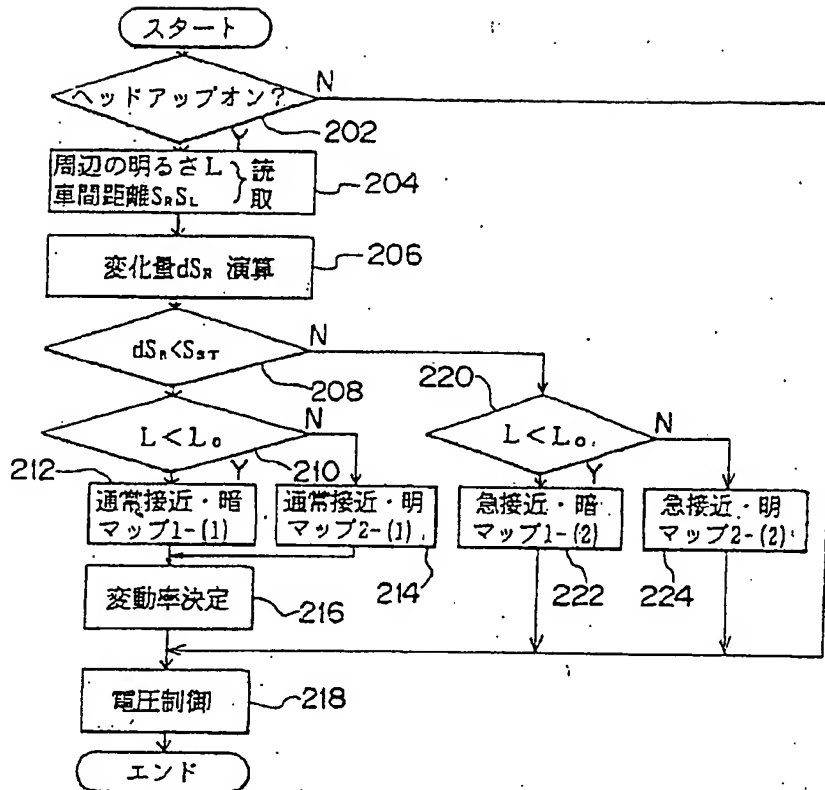 スタート
ヘッドアップオン?
N
202
Y
周辺の明るさL
車間距離SRSL
読取
204
変化量dSR 演算
206
dSR<SST
N
208
220
L<L0
N
210
Y
L<L0
N
Y
212
通常接近・暗
マップ1-(1)
通常接近・明
マップ2-(1)
214
急接近・暗
マップ1-(2)
222
急接近・明
マップ2-(2)
224
変動率決定
216
電圧制御
218
エンド